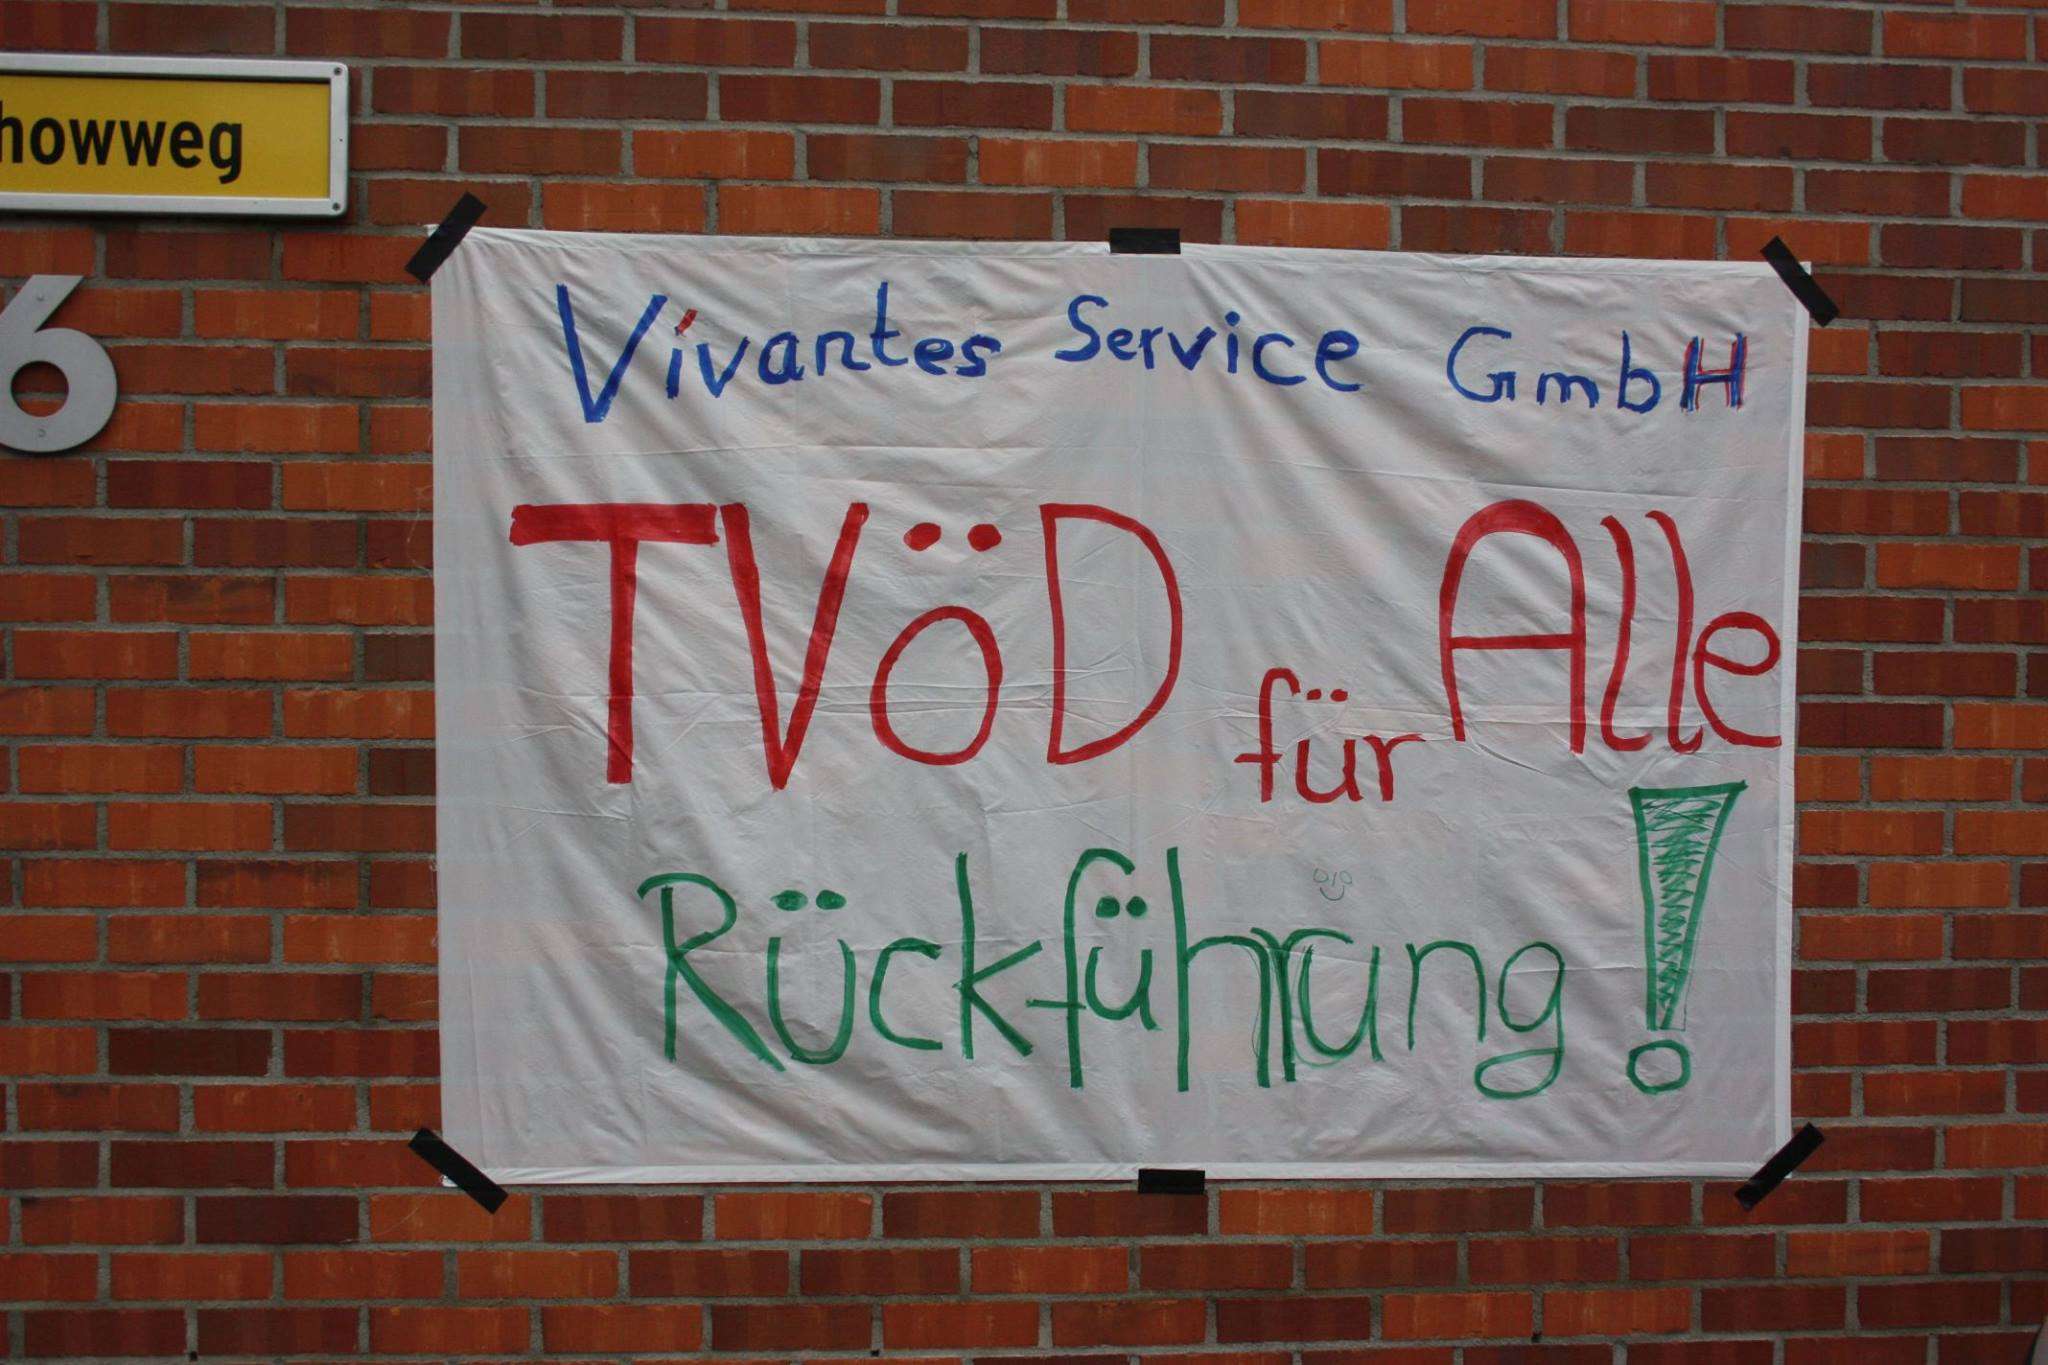 howweg
6
Vivantes Service GmbH
TVöD für Alle
Rückführung!